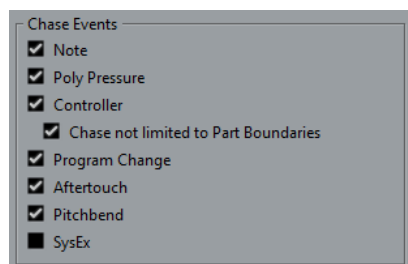 Chase Events
Note
Poly Pressure
Controller
Chase not limited to Part Boundaries
Program Change
Aftertouch
Pitchbend
SysEx